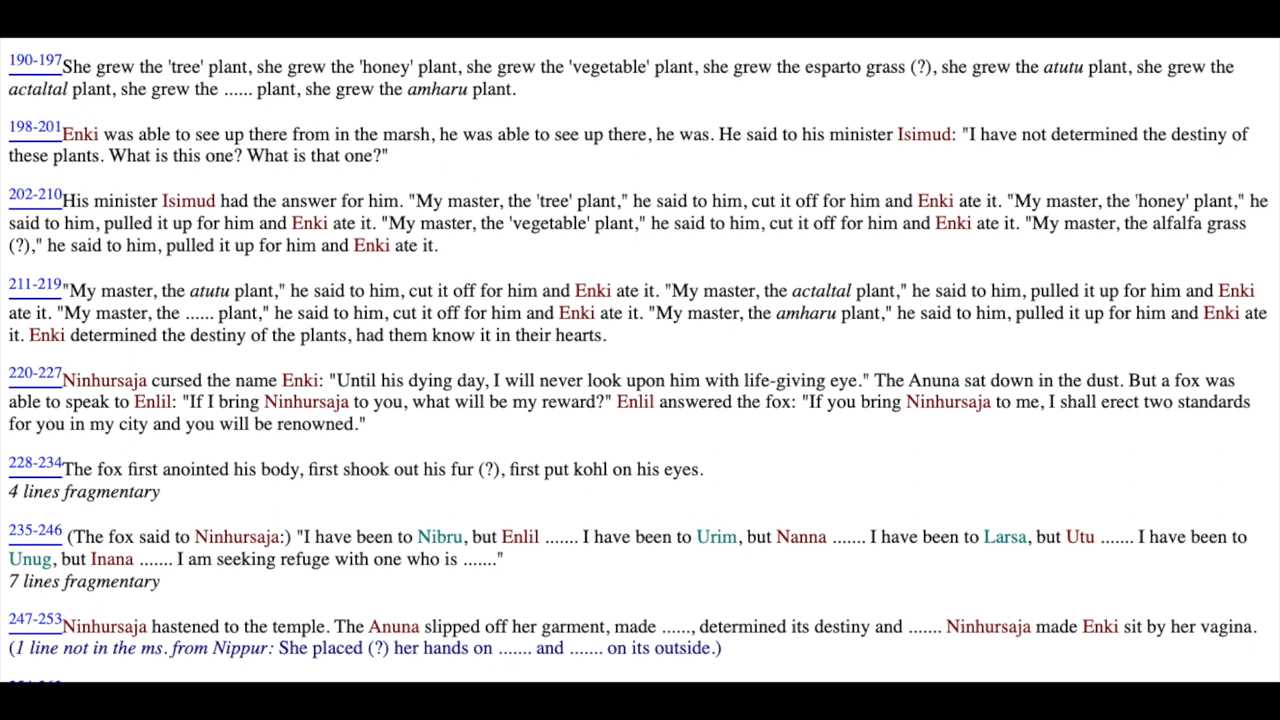 190-197She grew the 'tree' plant, she grew the 'honey' plant, she grew the 'vegetable' plant, she grew the esparto grass (?), she grew the atutu plant, she grew the
actaltal plant, she grew the ...... plant, she grew the amharu plant.
198-201Enki was able to see up there from in the marsh, he was able to see up there, he was. He said to his minister Isimud: "I have not determined the destiny of
these plants. What is this one? What is that one?"
202-210His minister Isimud had the answer for him. "My master, the 'tree' plant," he said to him, cut it off for him and Enki ate it. "My master, the 'honey' plant," he
said to him, pulled it up for him and Enki ate it. "My master, the 'vegetable' plant," he said to him, cut it off for him and Enki ate it. "My master, the alfalfa grass
(?)," he said to him, pulled it up for him and Enki ate it.
211-219"My master, the atutu plant," he said to him, cut it off for him and Enki ate it. "My master, the actaltal plant," he said to him, pulled it up for him and Enki
ate it. "My master, the ...... plant," he said to him, cut it off for him and Enki ate it. "My master, the amharu plant," he said to him, pulled it up for him and Enki ate
it. Enki determined the destiny of the plants, had them know it in their hearts.
220-227Ninhursaja cursed the name Enki: "Until his dying day, I will never look upon him with life-giving eye." The Anuna sat down in the dust. But a fox was
able to speak to Enlil: "If I bring Ninhursaja to you, what will be my reward?" Enlil answered the fox: "If you bring Ninhursaja to me, I shall erect two standards
for you in my city and you will be renowned."
228-234The fox first anointed his body, first shook out his fur (?), first put kohl on his eyes.
4 lines fragmentary
235-246 (The fox said to Ninhursaja:) "I have been to Nibru, but Enlil ....... I have been to Urim, but Nanna ....... I have been to Larsa, but Utu ....... I have been to
Unug, but Inana ....... I am seeking refuge with one who is ......."
7 lines fragmentary
247-253Ninhursaja hastened to the temple. The Anuna slipped off her garment, made ......, determined its destiny and ....... Ninhursaja made Enki sit by her vagina.
(1 line not in the ms. from Nippur: She placed (?) her hands on ....... and ....... on its outside.)